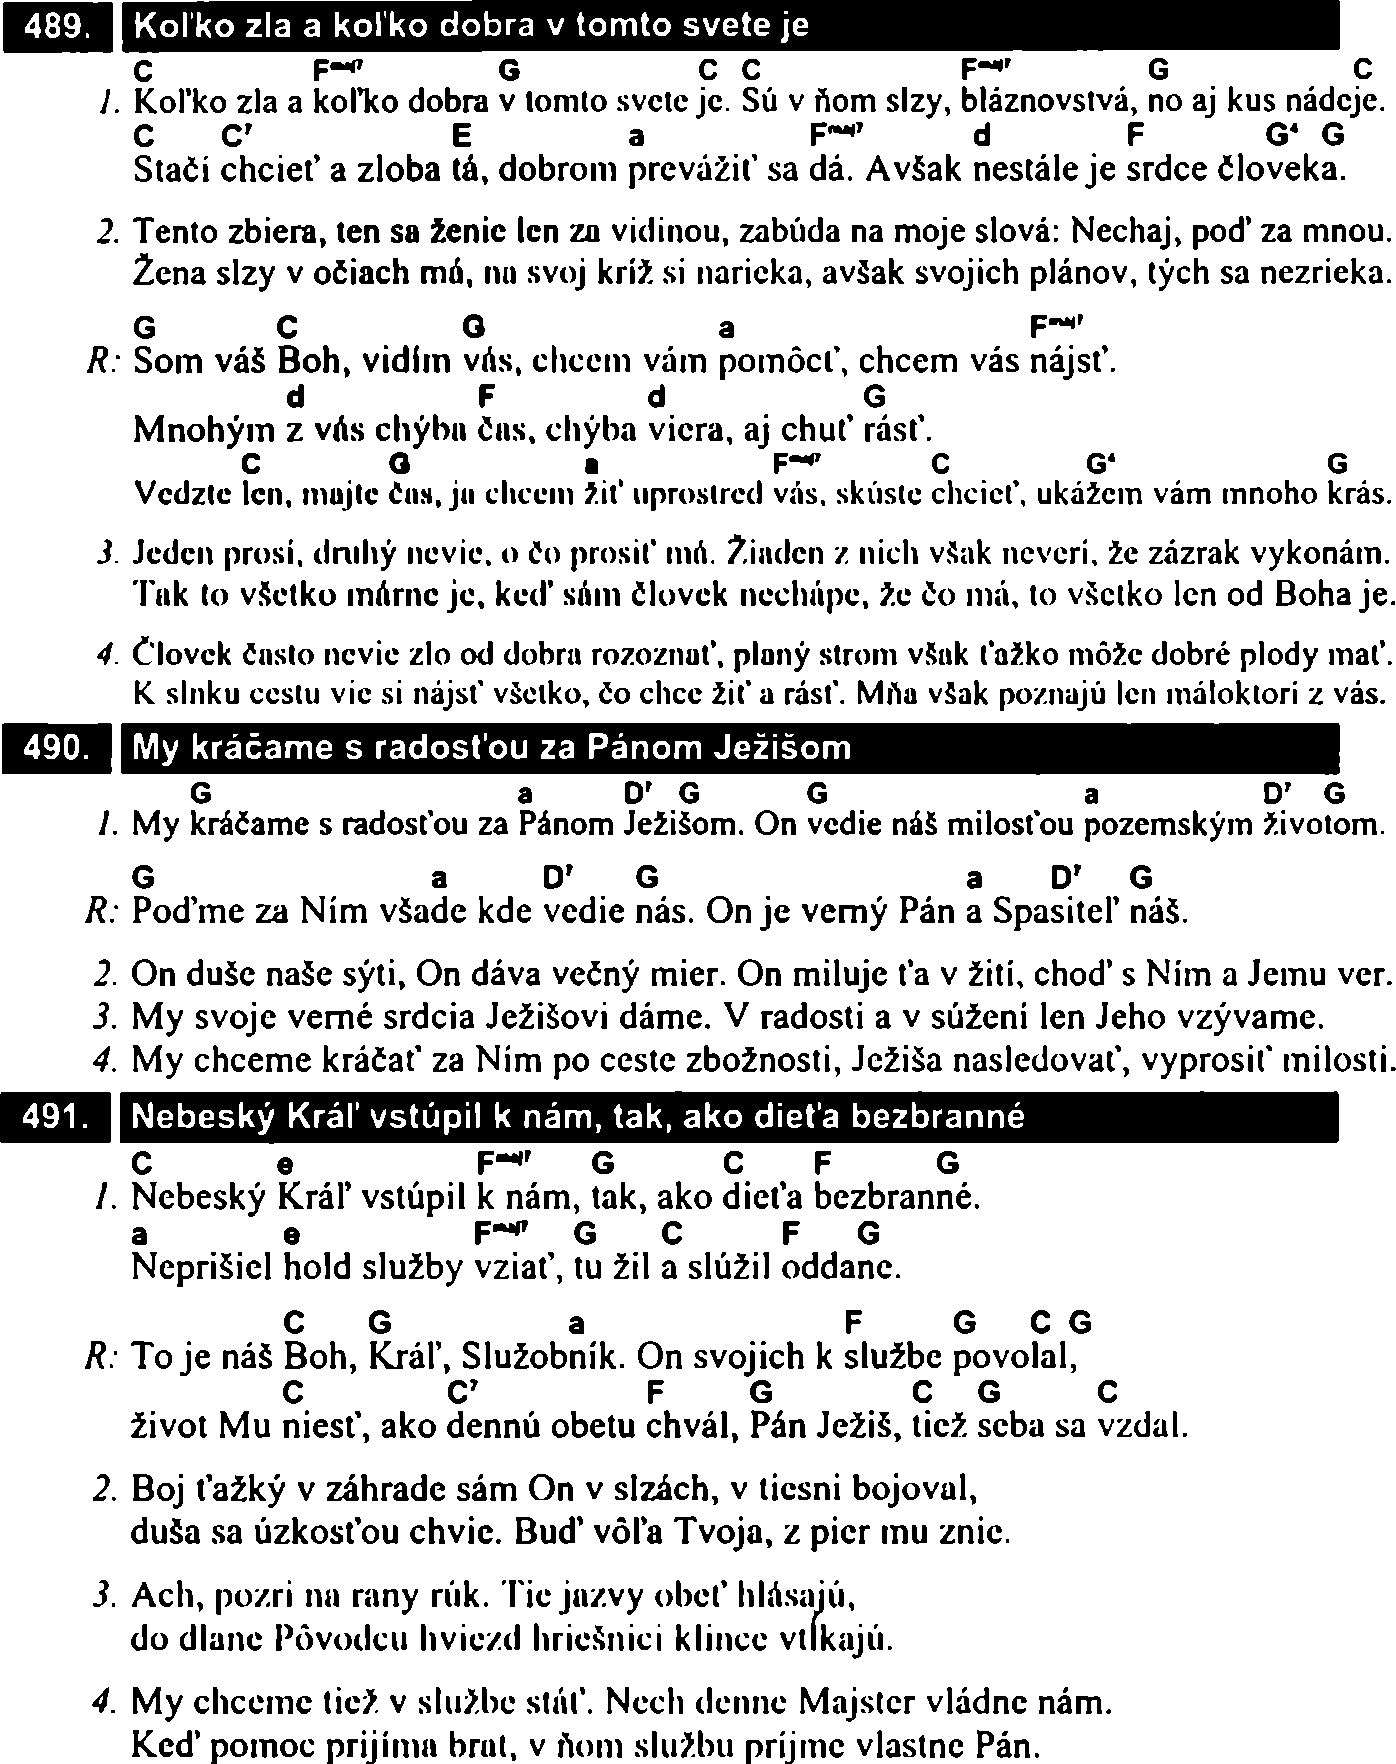 489. Koľko zla a koľko dobra v tomto svete je
C Fmaj7 G C C Fmaj7 G C
1. Koľko zla a koľko dobra v tomto svete je. Sú v ňom slzy, bláznovstvá, no aj kus nádeje.
C C7 E a Fmaj7 d F G4 G
Stačí chcieť a zloba tá, dobrom prevážiť sa dá. Avšak nestále je srdce človeka.
2. Tento zbiera, ten sa ženie len za vidinou, zabúda na moje slová: Nechaj, poď za mnou.
Žena slzy v očiach má, na svoj kríž si narieka, avšak svojich plánov, tých sa nezrieka.
G C G a Fmaj7
R: Som váš Boh, vidím vás, chcem vám pomôcť, chcem vás nájsť.
d F d G
Mnohým z vás chýba čas, chýba viera, aj chuť rásť.
C G a Fmaj7 C G4 G
Vedzte len, majte čas, ja chcem žiť uprostred vás, skúste chcieť, ukážem vám mnoho krás.
3. Jeden prosí, druhý nevie, o čo prosiť má. Žiaden z nich však neverí, že zázrak vykonám.
Tak to všetko márne je, keď sám človek nechápe, že čo má, to všetko len od Boha je.
4. Človek často nevie zlo od dobra rozoznať, planý strom však ťažko môže dobré plody mať.
K slnku cestu vie si nájsť všetko, čo chce žiť a rásť. Mňa však poznajú len máloktorí z vás.
490. My kráčame s radosťou za Pánom Ježišom
G a D7 G G a D7 G
1. My kráčame s radosťou za Pánom Ježišom. On vedie náš milosťou pozemským životom.
G a D7 G a D7 G
R: Poďme za Ním všade kde vedie nás. On je verný Pán a Spasiteľ náš.
2. On duše naše sýti, On dáva večný mier. On miluje ťa v žití, choď s Ním a Jemu ver.
3. My svoje verné srdcia Ježišovi dáme. V radosti a v súžení len Jeho vzývame.
4. My chceme kráčať za Ním po ceste zbožnosti, Ježiša nasledovať, vyprosiť milosti.
491. Nebeský Kráľ vstúpil k nám, tak, ako dieťa bezbranné
C e Fmaj7 G C F G
1. Nebeský Kráľ vstúpil k nám, tak, ako dieťa bezbranné.
a e Fmaj7 G C F G
Neprišiel hold služby vziať, tu žil a slúžil oddane.
C G a F G C G
R: To je náš Boh, Kráľ, Služobník. On svojich k službe povolal,
C C7 F G C G C
život Mu niesť, ako dennú obetu chvál, Pán Ježiš, tiež seba sa vzdal.
2. Boj ťažký v záhrade sám On v slzách, v tiesni bojoval,
duša sa úzkosťou chvie. Buď vôľa Tvoja, z pier mu znie.
3. Ach, pozri na rany rúk. Tie jazvy obeť hlásajú,
do dlane Pôvodcu hviezd hriešnici klince vtĺkajú.
4. My chceme tiež v službe stáť. Nech denne Majster vládne nám.
Keď pomoc prijíma brat, v ňom službu príjme vlastne Pán.